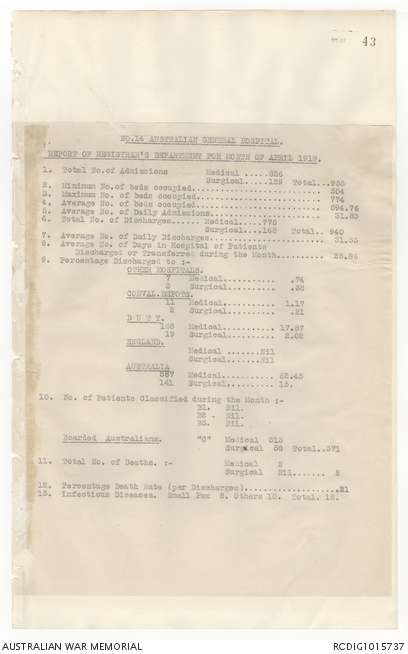 43
NO.14 AUSTRALIAN GENERAL HOSPITAL.
REPORT OF REGISTRAR'S DEPARTMENT FOR MONTH OF APRIL 1918.
1. Total No.of Admissions Medical .....
Surgical.....159 Total...955
2. Minimum No.of beds occupied..............................504
3. Maximum No.of beds occupied..............................774
4. Average No.of beds occupied..............................594.76
5. Average No.of Daily Admissions...........................31.83
6. Total No.of Discharges......Medical....775
Surgical...165 Total.. 940
7. Average No.of Daily Discharges...........................31.33
8. Average No.of Days in Hospital of Patients
Discharged or Transferred during the Month...........
9. Percentage Discharged to :-
OTHER HOSPITALS.
7 Medical........... .74
3 Surgical..........
CONVAL.DEPOTS.
11 Medical........... 1.17
2 Surgical.......... .21
D U T Y.
168 Medical........... 17.87
19 Surgical.......... 2.02
ENGLAND.
Medical .......Nil
Surgical.......Nil
AUSTRALIA
587 Medical........... 62.45
141 Surgical.......... 15.
10. No. of Patients Classified during the Month :-
B1. Nil.
B2 . Nil.
B3. Nil.
Boarded Australians. "C" Medical 313
Surgical 58 Total..371
11. Total No. of Deaths. :- Medical 2
Surgical Nil....... 2
12. Percentage Death Rate (per Discharges)...................21
13. Infectious Diseases. Small Pox 8. Others 10. Total. 18.
AUSTRALIAN WAR MEMORIAL
RCDIG1015737